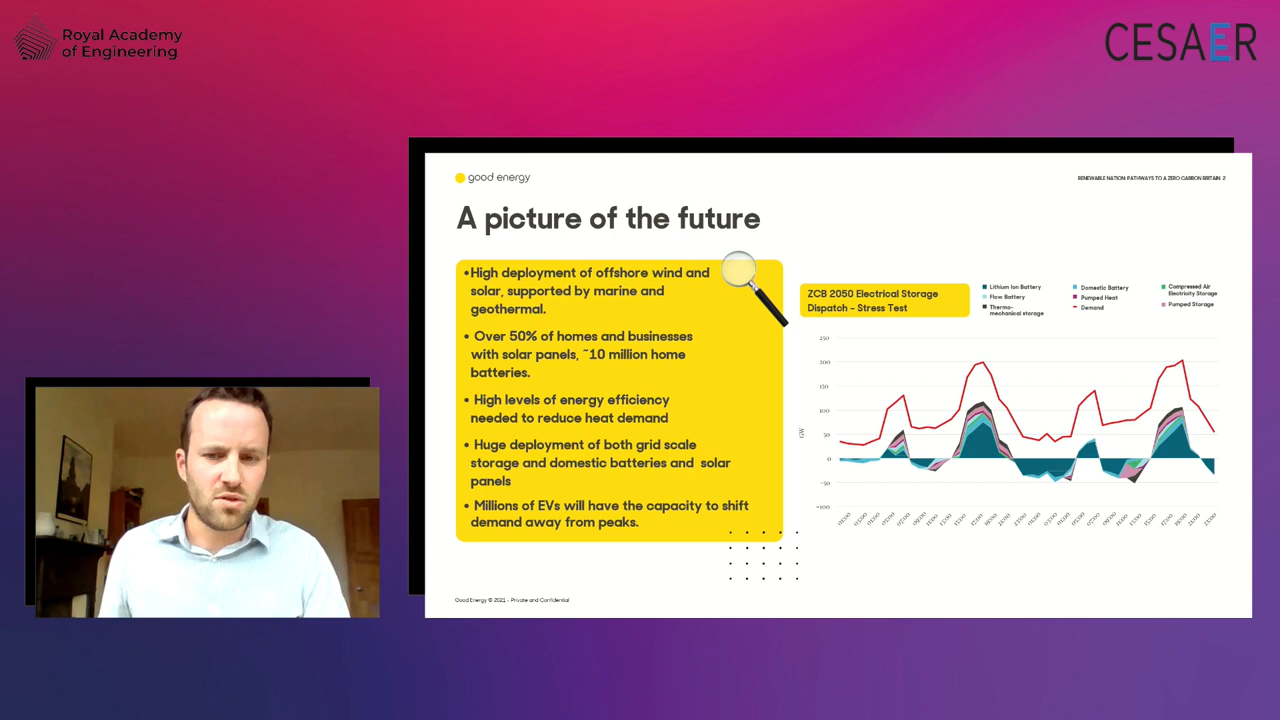 Royal Academy
of Engineering
CESAER
good energy
RENEWABLE NATION: PATHWAYS TO A ZERO CARBON BRITAIN 2
A picture of the future
•High deployment of offshore wind and
solar, supported by marine and
geothermal.
• Over 50% of homes and businesses
with solar panels, ~10 million home
batteries.
• High levels of energy efficiency
needed to reduce heat demand
• Huge deployment of both grid scale
storage and domestic batteries and solar
panels
• Millions of EVs will have the capacity to shift
demand away from peaks.
ZCB 2050 Electrical Storage
Dispatch – Stress Test
Lithium Ion Battery
Flow Battery
Thermo-
mechanical storage
Domestic Battery
Pumped Heat
Demand
Compressed Air
Electricity Storage
Pumped Storage
250
200
150
100
50
0
-50
-100
GW
Good Energy © 2021 - Private and Confidential